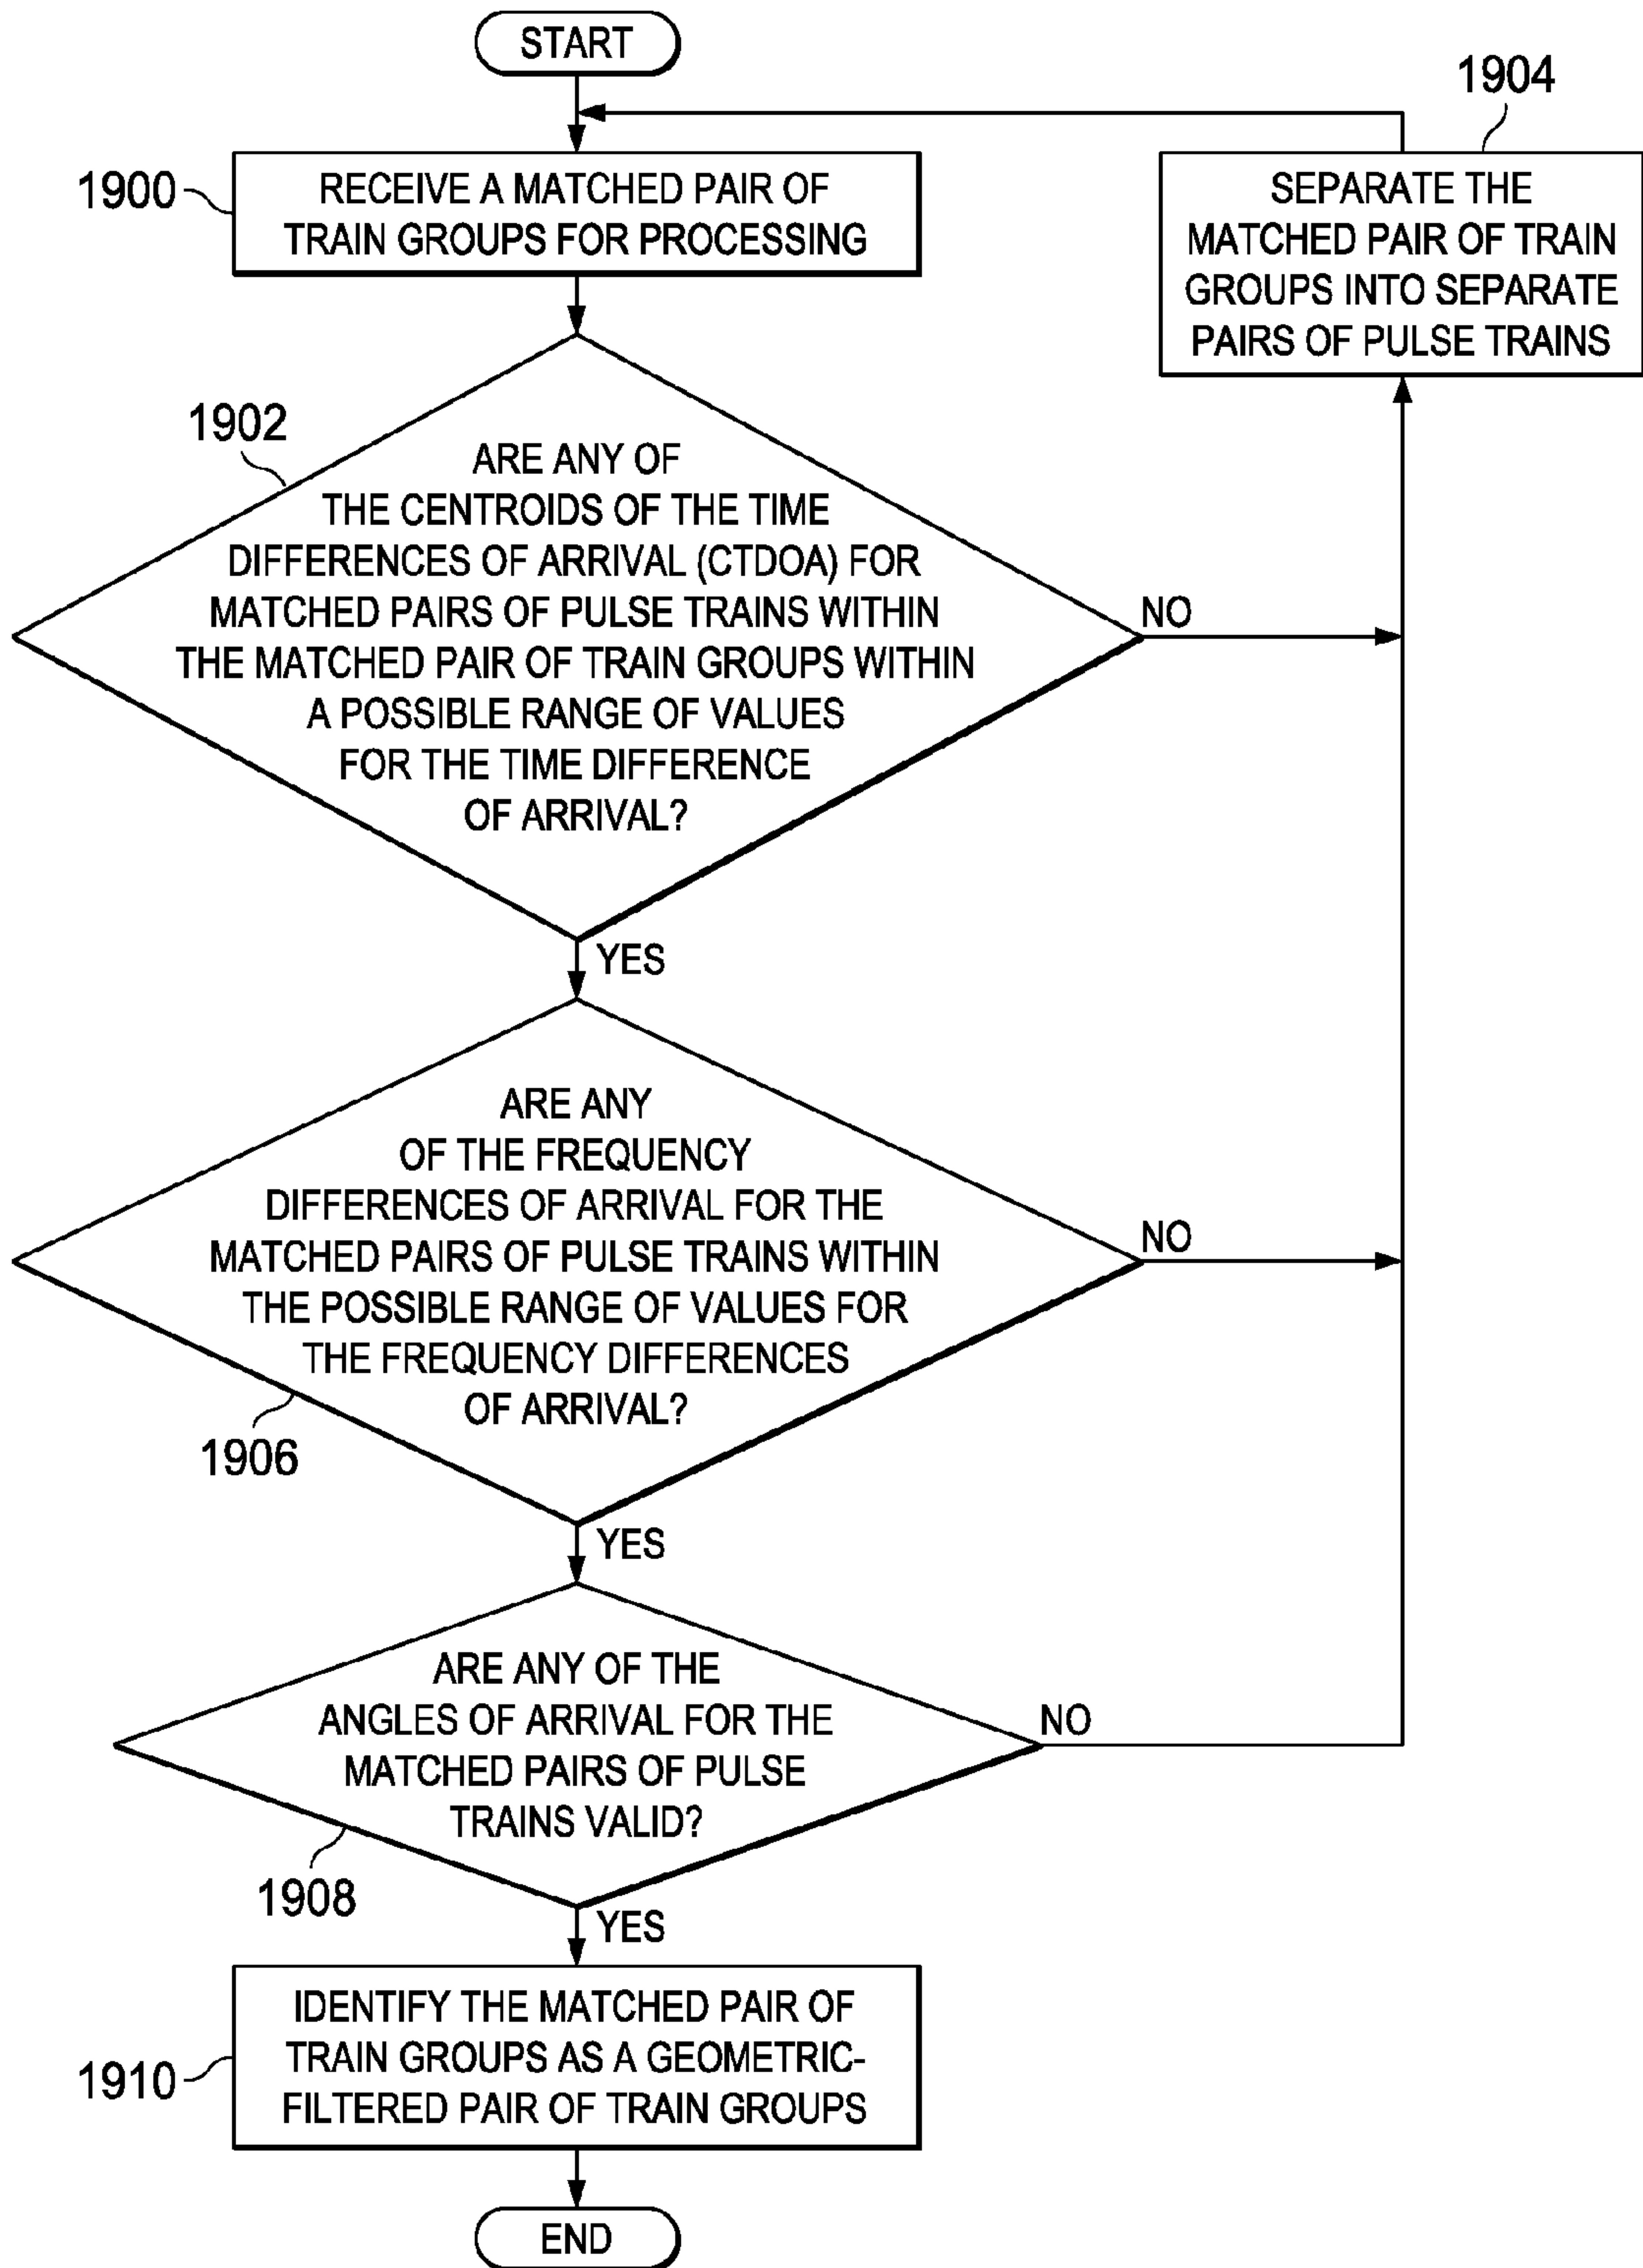 START
1904
1900
RECEIVE A MATCHED PAIR OF
TRAIN GROUPS FOR PROCESSING
SEPARATE THE
MATCHED PAIR OF TRAIN
GROUPS INTO SEPARATE
PAIRS OF PULSE TRAINS
1902
ARE ANY OF
THE CENTROIDS OF THE TIME
DIFFERENCES OF ARRIVAL (CTDOA) FOR
MATCHED PAIRS OF PULSE TRAINS WITHIN
THE MATCHED PAIR OF TRAIN GROUPS WITHIN
A POSSIBLE RANGE OF VALUES
FOR THE TIME DIFFERENCE
OF ARRIVAL?
NO
YES
ARE ANY
OF THE FREQUENCY
DIFFERENCES OF ARRIVAL FOR THE
MATCHED PAIRS OF PULSE TRAINS WITHIN
THE POSSIBLE RANGE OF VALUES FOR
THE FREQUENCY DIFFERENCES
OF ARRIVAL?
NO
1906
YES
ARE ANY OF THE
ANGLES OF ARRIVAL FOR THE
MATCHED PAIRS OF PULSE
TRAINS VALID?
NO
1908
YES
IDENTIFY THE MATCHED PAIR OF
TRAIN GROUPS AS A GEOMETRIC-
FILTERED PAIR OF TRAIN GROUPS
1910
END